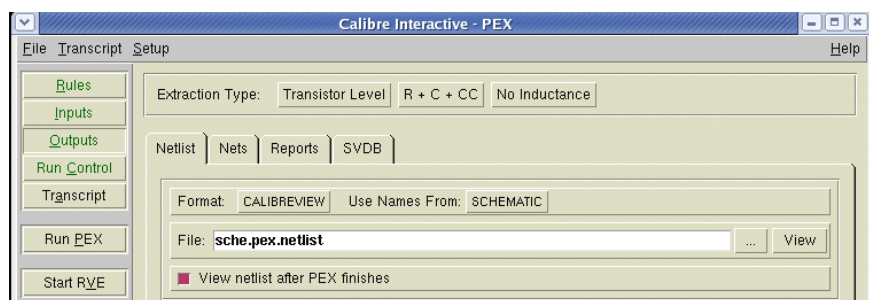 Calibre Interactive - PEX
File Transcript Setup Help
Rules
Inputs
Outputs
Run Control
Transcript
Run PEX
Start RVE
Extraction Type: Transistor Level R + C + CC No Inductance
Netlist Nets Reports SVDB
Format: CALIBREVIEW Use Names From: SCHEMATIC
File: sche.pex.netlist ... View
View netlist after PEX finishes